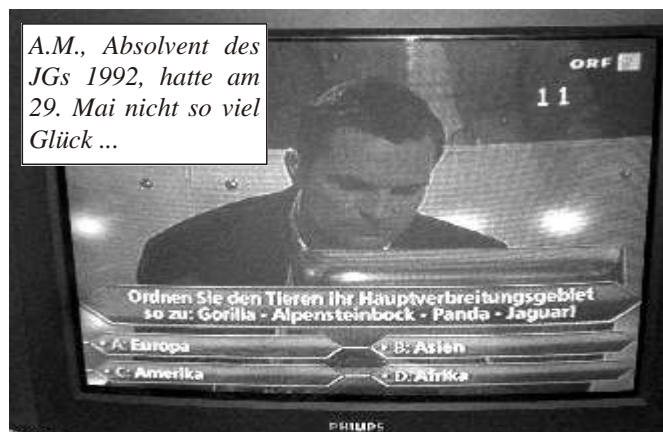 A.M., Absolvent des
JGs 1992, hatte am
29. Mai nicht so viel
Glück ...
ORF
11
Ordnen Sie den Tieren ihr Hauptverbreitungsgebiet
so zu: Gorilla - Alpensteinbock - Panda - Jaguar!
A: Europa
B: Asien
C: Amerika
D: Afrika
PHILIPS